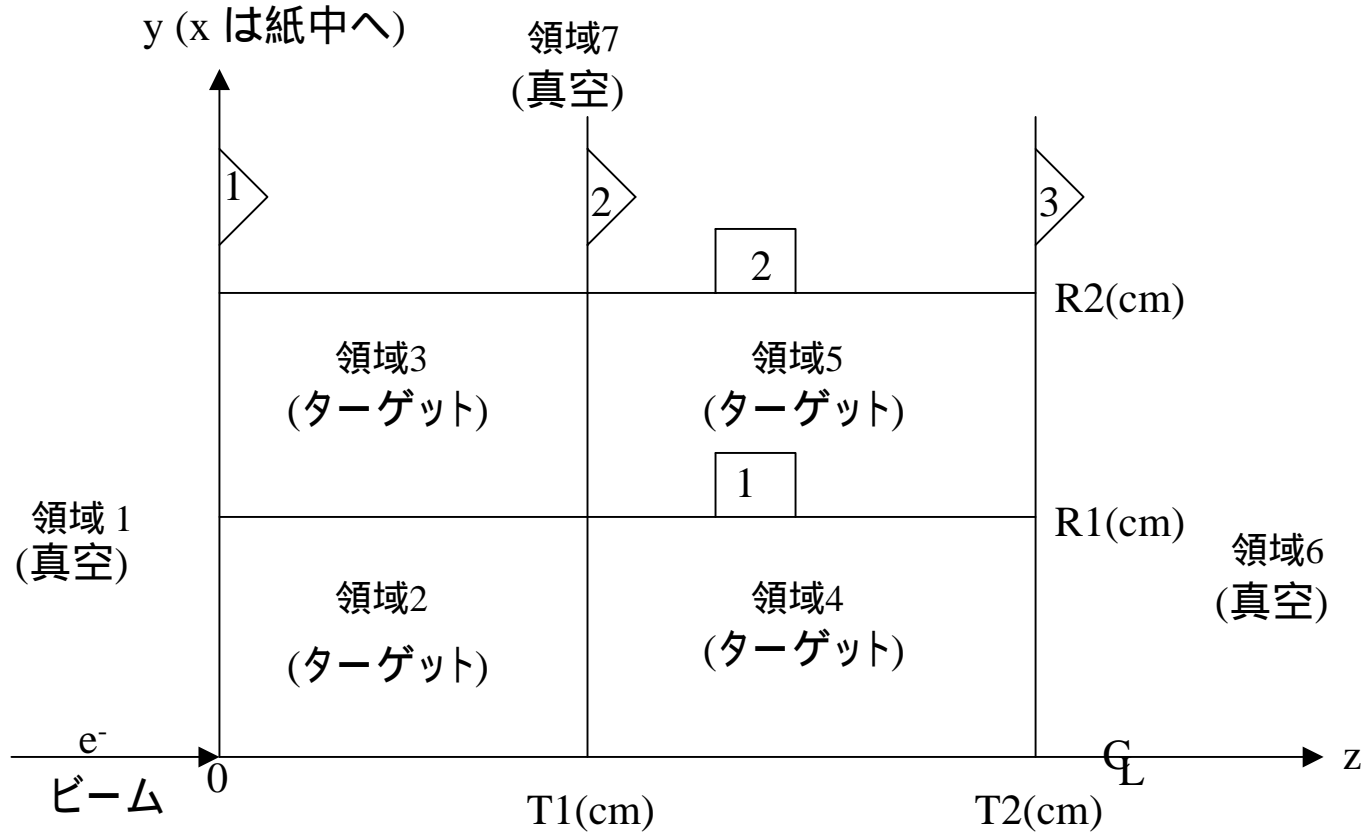 y (x は紙中へ)
領域7
(真空)
1
2
3
2
R2(cm)
領域3
(ターゲット)
領域5
(ターゲット)
1
領域 1
(真空)
R1(cm)
領域6
(真空)
領域2
(ターゲット)
領域4
(ターゲット)
e-
ビーム
0
T1(cm)
T2(cm)
CL
z